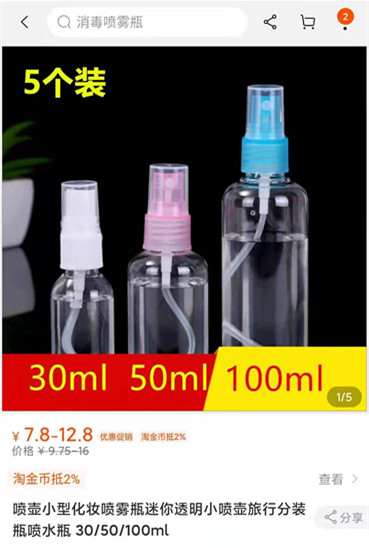 消毒喷雾瓶
2
5个装
30ml 50ml 100ml
1/5
¥ 7.8-12.8 优惠促销 淘金币抵2%
价格 ¥ 9.75-16
淘金币抵2% 查看
喷壶小型化妆喷雾瓶迷你透明小喷壶旅行分装
瓶喷水瓶 30/50/100ml
分享